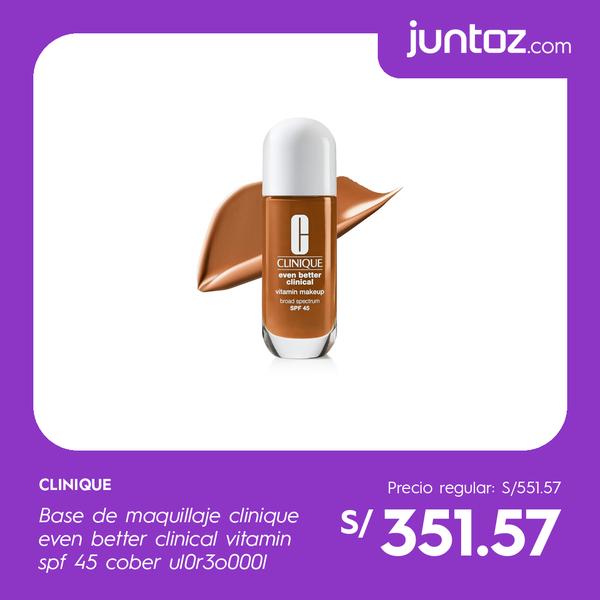 juntoz.com
C
CLINIQUE
even better
clinical
vitamin makeup
broad spectrum
SPF 45
CLINIQUE
Base de maquillaje clinique
even better clinical vitamin
spf 45 cober ul0r3o000l
Precio regular: S/551.57
S/ 351.57